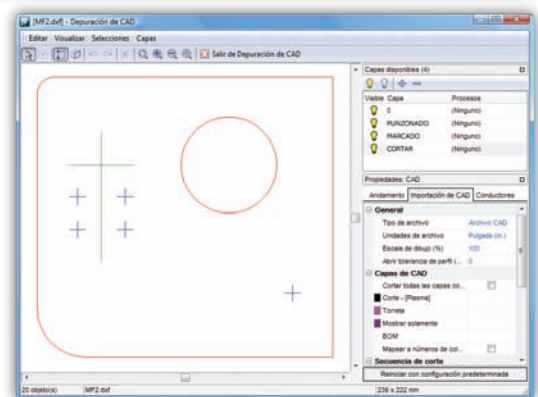 [MF2.dxf] - Depuración de CAD
Editar Visualizar Selecciones Capas
Salir de Depuración de CAD
Capas disponibles (4)
Visible Capa Procesos
0 (Ninguno)
PUNZONADO (Ninguno)
MARCADO (Ninguno)
CORTAR (Ninguno)
Propiedades: CAD
Anidamiento Importación de CAD Conductores
General
Tipo de archivo Archivo CAD
Unidades de archivo Pulgada (in.)
Escala de dibujo (%) 100
Abrir tolerancia de perfil (... 0
Capas de CAD
Cortar todas las capas co...
Corte - [Plasma]
Torreta
Mostrar solamente
BOM
Mapear a números de col...
Secuencia de corte
Reiniciar con configuración predeterminada
20 objeto(s) MF2.dxf 236 x 222 mm